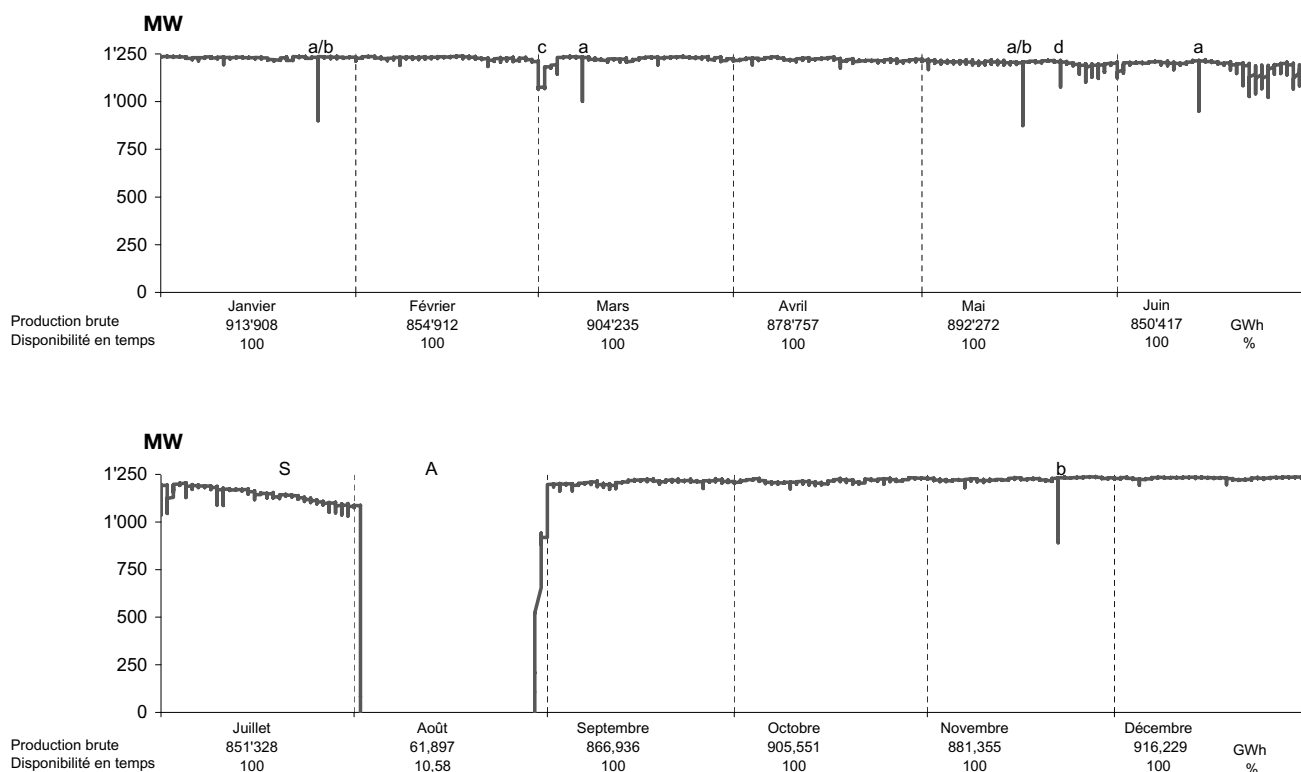 MW
a/b c a a/b d a
1'250
1'000
750
500
250
0
Janvier Février Mars Avril Mai Juin
Production brute 913'908 854'912 904'235 878'757 892'272 850'417 GWh
Disponibilité en temps 100 100 100 100 100 100 %
MW
S A b
1'250
1'000
750
500
250
0
Juillet Août Septembre Octobre Novembre Décembre
Production brute 851'328 61,897 866,936 905,551 881,355 916,229 GWh
Disponibilité en temps 100 10,58 100 100 100 100 %